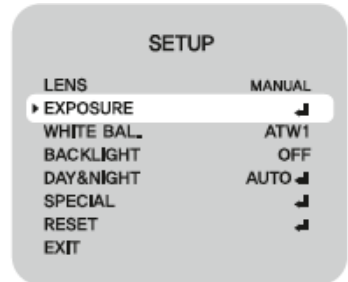 SETUP
LENS MANUAL
▸ EXPOSURE ↲
WHITE BAL. ATW1
BACKLIGHT OFF
DAY&NIGHT AUTO ↲
SPECIAL ↲
RESET ↲
EXIT